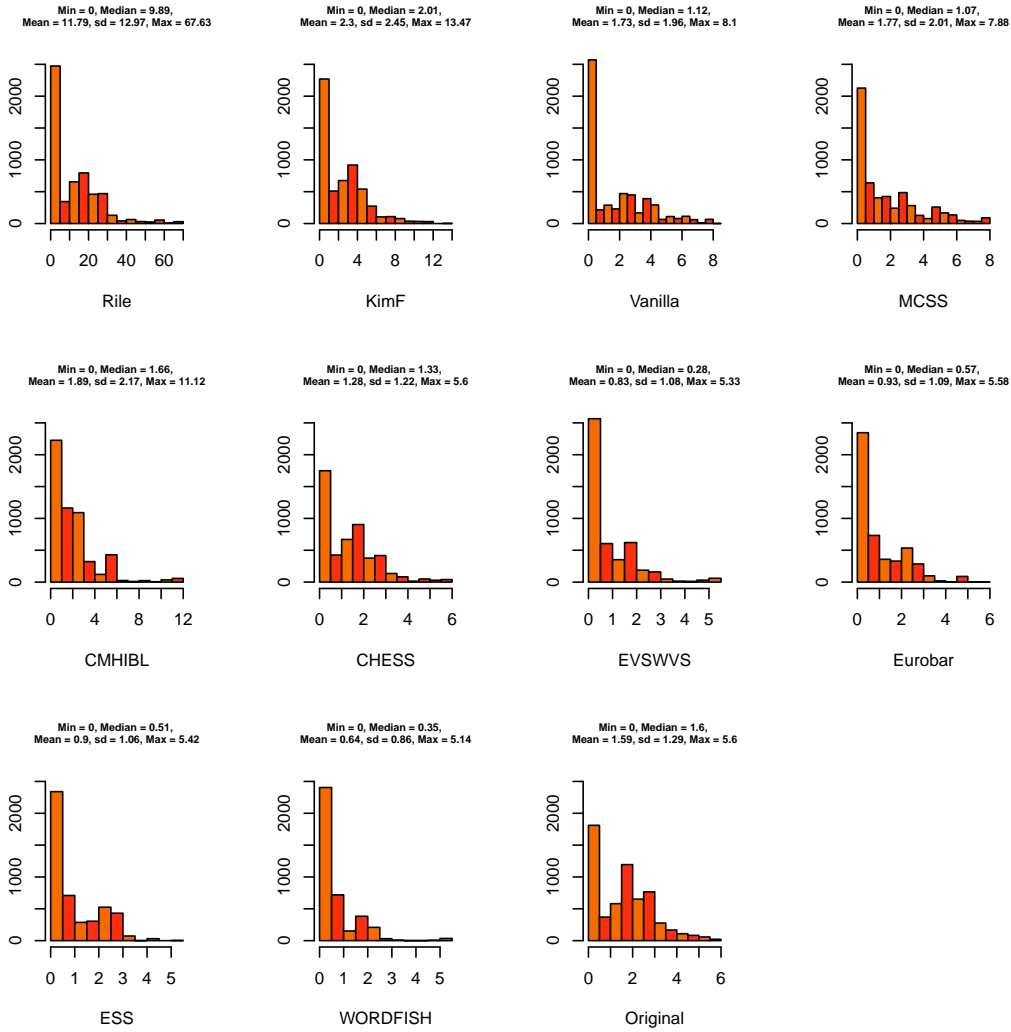 Min = 0, Median = 9.89,
Mean = 11.79, sd = 12.97, Max = 67.63
0 1000 2000
0 20 40 60
Rile
Min = 0, Median = 2.01,
Mean = 2.3, sd = 2.45, Max = 13.47
0 1000 2000
0 4 8 12
KimF
Min = 0, Median = 1.12,
Mean = 1.73, sd = 1.96, Max = 8.1
0 1000 2000
0 2 4 6 8
Vanilla
Min = 0, Median = 1.07,
Mean = 1.77, sd = 2.01, Max = 7.88
0 1000 2000
0 2 4 6 8
MCSS
Min = 0, Median = 1.66,
Mean = 1.89, sd = 2.17, Max = 11.12
0 1000 2000
0 4 8 12
CMHIBL
Min = 0, Median = 1.33,
Mean = 1.28, sd = 1.22, Max = 5.6
0 1000 2000
0 2 4 6
CHESS
Min = 0, Median = 0.28,
Mean = 0.83, sd = 1.08, Max = 5.33
0 1000 2000
0 1 2 3 4 5
EVSWVS
Min = 0, Median = 0.57,
Mean = 0.93, sd = 1.09, Max = 5.58
0 1000 2000
0 2 4 6
Eurobar
Min = 0, Median = 0.51,
Mean = 0.9, sd = 1.06, Max = 5.42
0 1000 2000
0 1 2 3 4 5
ESS
Min = 0, Median = 0.35,
Mean = 0.64, sd = 0.86, Max = 5.14
0 1000 2000
0 1 2 3 4 5
WORDFISH
Min = 0, Median = 1.6,
Mean = 1.59, sd = 1.29, Max = 5.6
0 1000 2000
0 2 4 6
Original